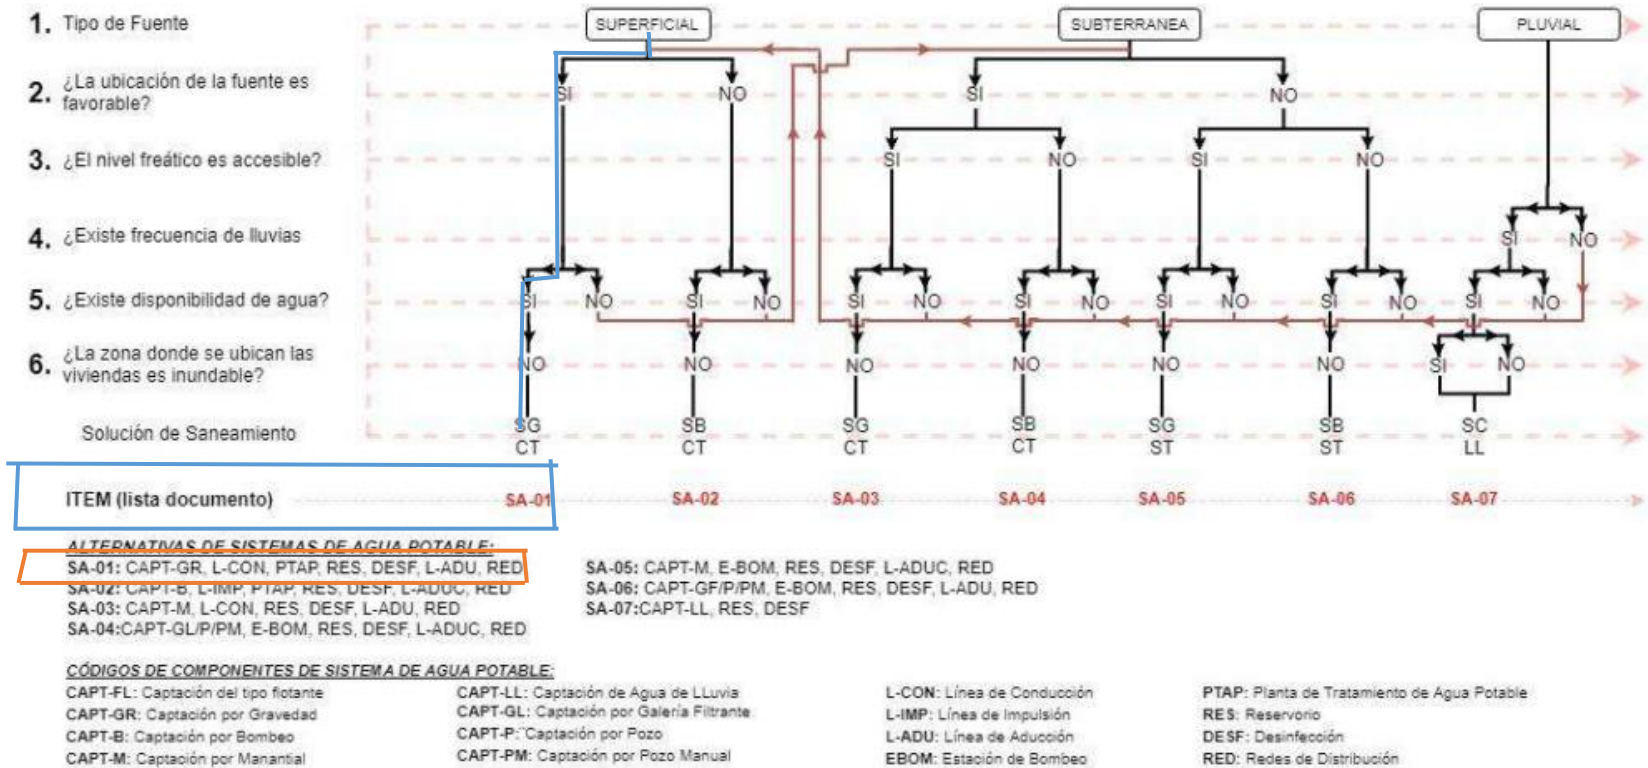 1. Tipo de Fuente SUPERFICIAL SUBTERRANEA PLUVIAL
2. ¿La ubicación de la fuente es
favorable?
SI NO SI NO
3. ¿El nivel freático es accesible? SI NO SI NO
4. ¿Existe frecuencia de lluvias SI NO
5. ¿Existe disponibilidad de agua? SI NO SI NO SI NO SI NO SI NO SI NO SI NO
6. ¿La zona donde se ubican las
viviendas es inundable?
NO NO NO NO NO NO SI NO
Solución de Saneamiento
SG SB SG SB SG SB SC
CT CT CT CT ST ST LL
ITEM (lista documento) SA-01 SA-02 SA-03 SA-04 SA-05 SA-06 SA-07
ALTERNATIVAS DE SISTEMAS DE AGUA POTABLE:
SA-01: CAPT-GR, L-CON, PTAP, RES, DESF, L-ADU, RED
SA-02: CAPT-B, L-IMP, PTAP, RES, DESF, L-ADUC, RED
SA-03: CAPT-M, L-CON, RES, DESF, L-ADU, RED
SA-04:CAPT-GL/P/PM, E-BOM, RES, DESF, L-ADUC, RED
SA-05: CAPT-M, E-BOM, RES, DESF, L-ADUC, RED
SA-06: CAPT-GF/P/PM, E-BOM, RES, DESF, L-ADU, RED
SA-07:CAPT-LL, RES, DESF
CÓDIGOS DE COMPONENTES DE SISTEMA DE AGUA POTABLE:
CAPT-FL: Captación del tipo flotante
CAPT-GR: Captación por Gravedad
CAPT-B: Captación por Bombeo
CAPT-M: Captación por Manantial
CAPT-LL: Captación de Agua de LLuvia
CAPT-GL: Captación por Galería Filtrante
CAPT-P: Captación por Pozo
CAPT-PM: Captación por Pozo Manual
L-CON: Línea de Conducción
L-IMP: Línea de Impulsión
L-ADU: Línea de Aducción
EBOM: Estación de Bombeo
PTAP: Planta de Tratamiento de Agua Potable
RES: Reservorio
DESF: Desinfección
RED: Redes de Distribución